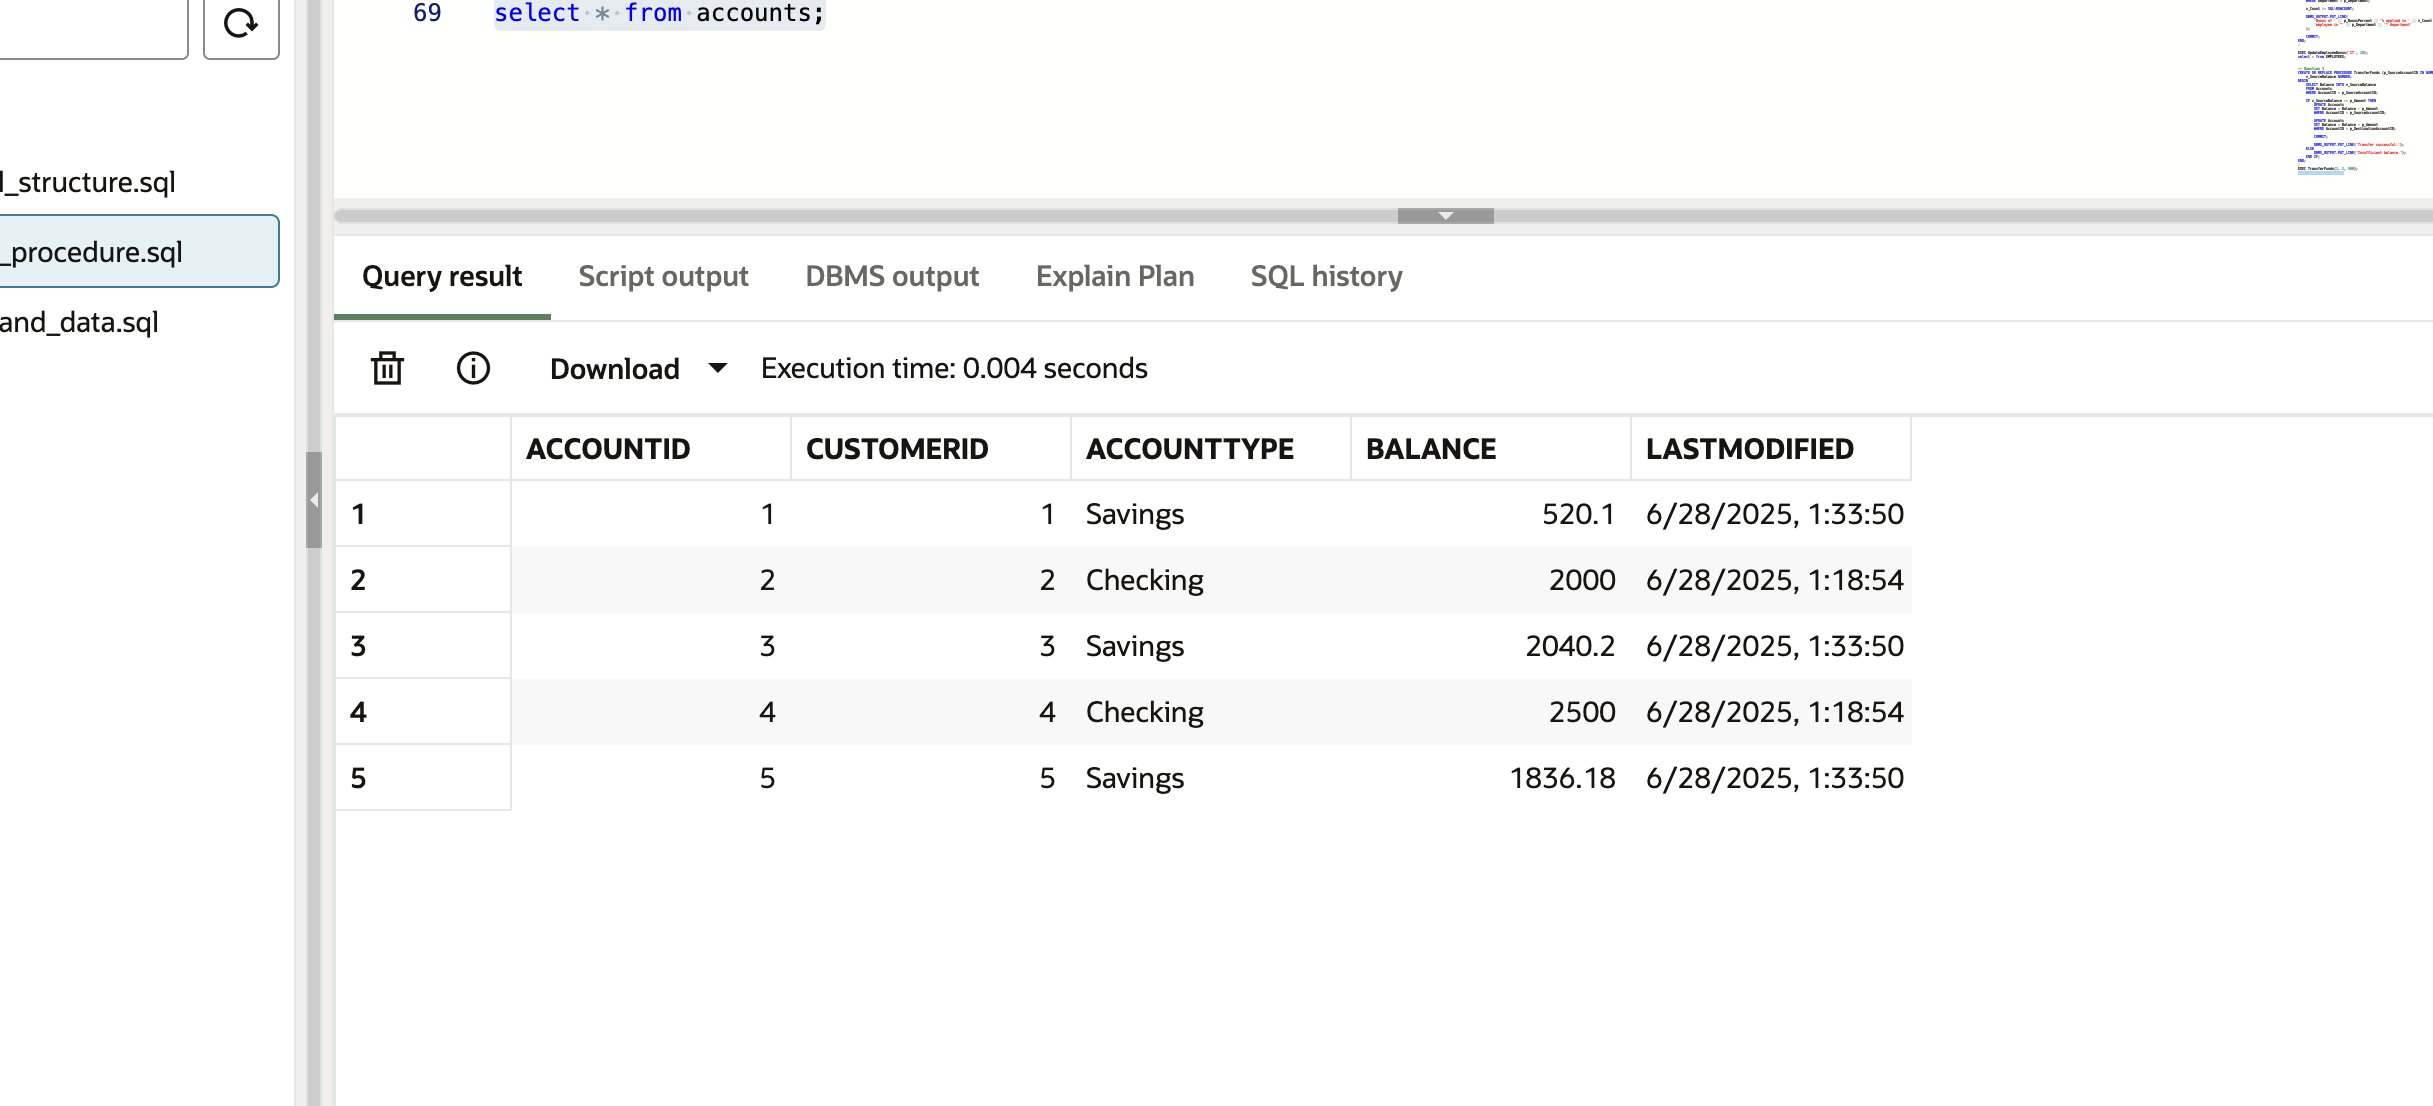 69 select * from accounts;
l_structure.sql
_procedure.sql
and_data.sql
Query result Script output DBMS output Explain Plan SQL history
Download Execution time: 0.004 seconds
ACCOUNTID CUSTOMERID ACCOUNTTYPE BALANCE LASTMODIFIED
1 1 1 Savings 520.1 6/28/2025, 1:33:50
2 2 2 Checking 2000 6/28/2025, 1:18:54
3 3 3 Savings 2040.2 6/28/2025, 1:33:50
4 4 4 Checking 2500 6/28/2025, 1:18:54
5 5 5 Savings 1836.18 6/28/2025, 1:33:50